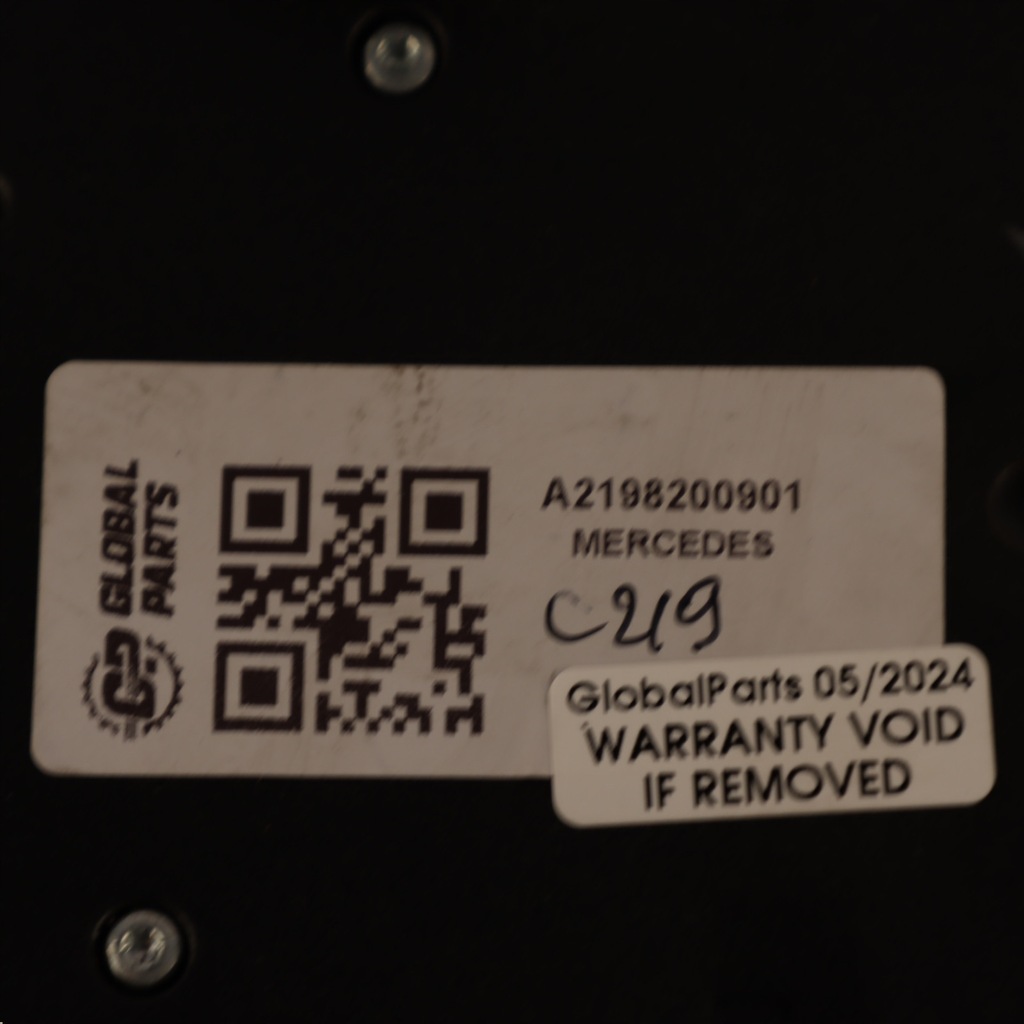 GLOBAL
PARTS
A2198200901
MERCEDES
C219
GlobalParts 05/2024
WARRANTY VOID
IF REMOVED